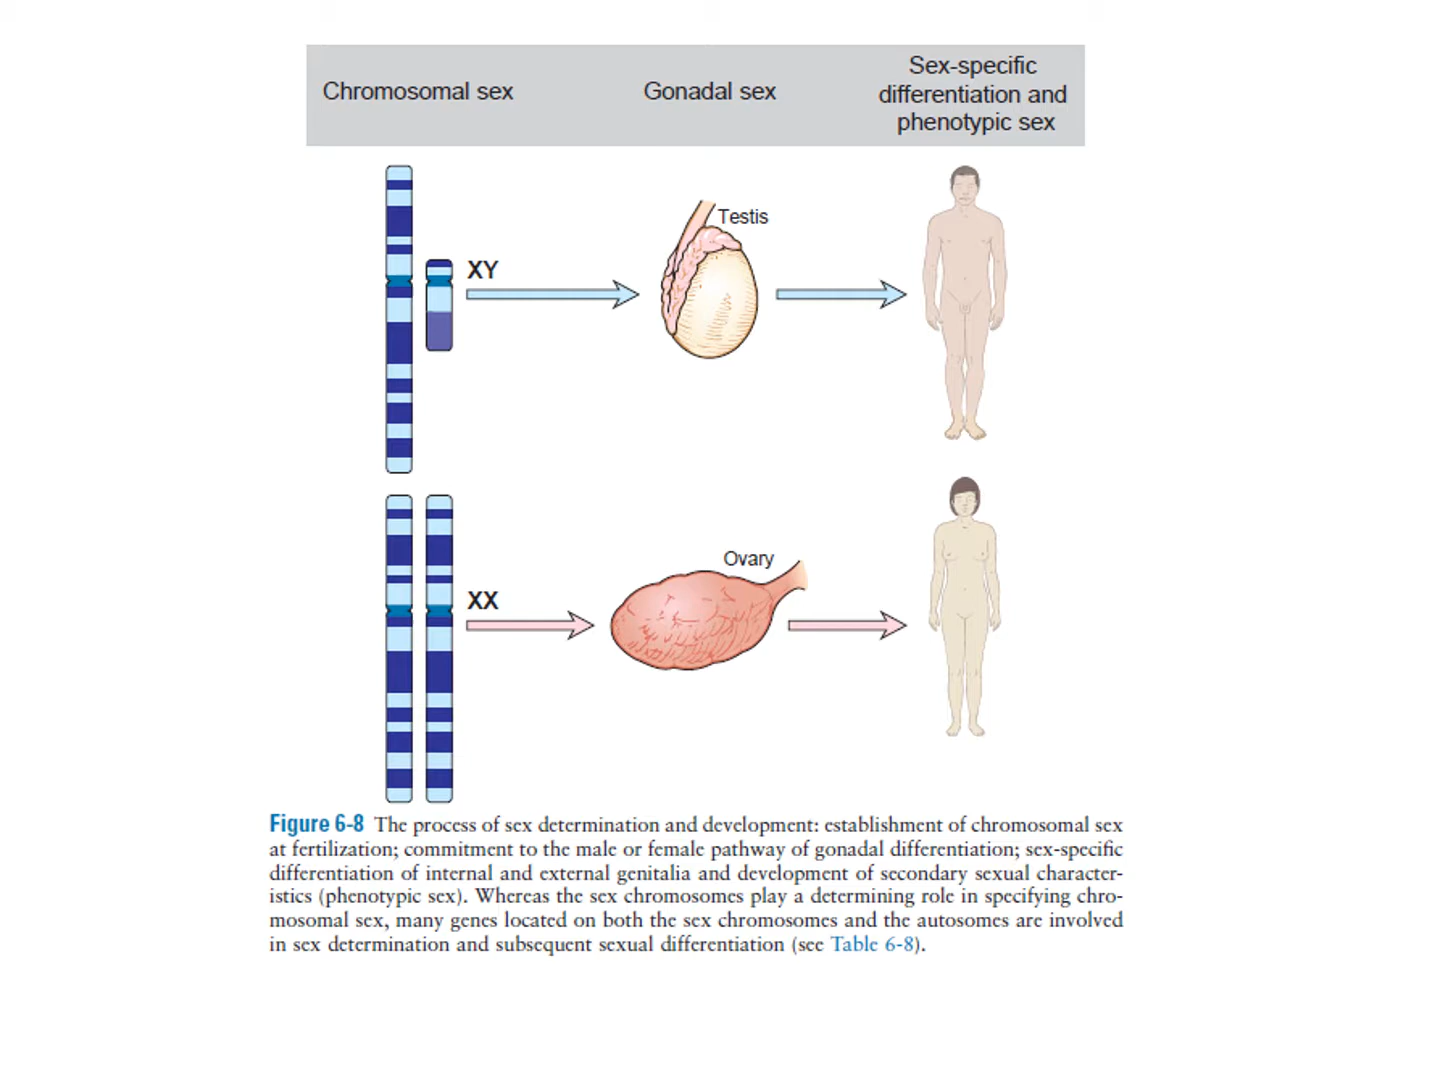 Chromosomal sex
Gonadal sex
Sex-specific
differentiation and
phenotypic sex
Testis
XY
Ovary
XX
Figure 6-8 The process of sex determination and development: establishment of chromosomal sex
at fertilization; commitment to the male or female pathway of gonadal differentiation; sex-specific
differentiation of internal and external genitalia and development of secondary sexual character-
istics (phenotypic sex). Whereas the sex chromosomes play a determining role in specifying chro-
mosomal sex, many genes located on both the sex chromosomes and the autosomes are involved
in sex determination and subsequent sexual differentiation (see Table 6-8).